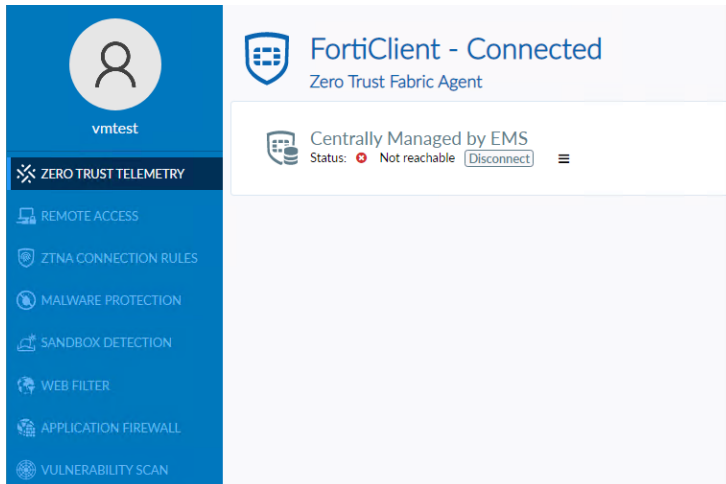 FortiClient - Connected
Zero Trust Fabric Agent
vmtest
Centrally Managed by EMS
Status: Not reachable Disconnect
ZERO TRUST TELEMETRY
REMOTE ACCESS
ZTNA CONNECTION RULES
MALWARE PROTECTION
SANDBOX DETECTION
WEB FILTER
APPLICATION FIREWALL
VULNERABILITY SCAN